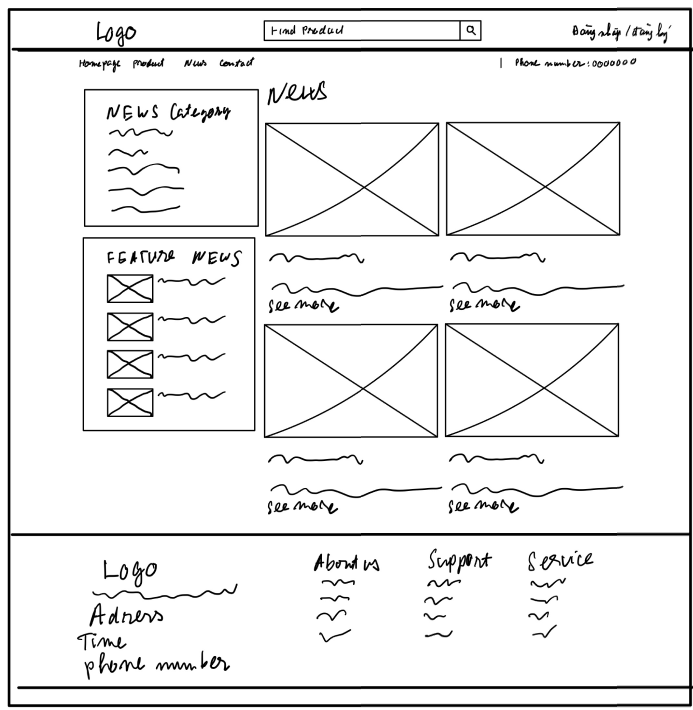 Logo
Find Product
Đăng nhập / Đăng ký
Homepage Product News Contact
Phone number: 0000000
News
NEWS Category
FEATURE NEWS
See more
See more
See more
See more
Logo
Adress
Time
phone number
About us
Support
Service